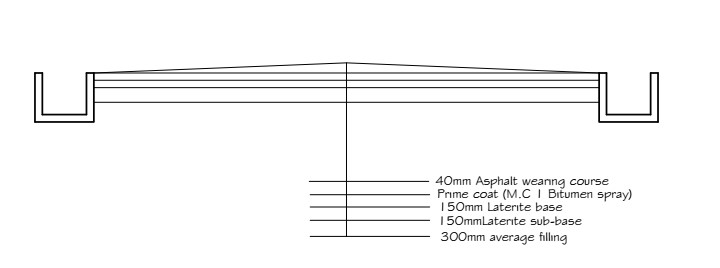 40mm Asphalt wearing course
Prime coat (M.C 1 Bitumen spray)
150mm Laterite base
150mmLaterite sub-base
300mm average filling